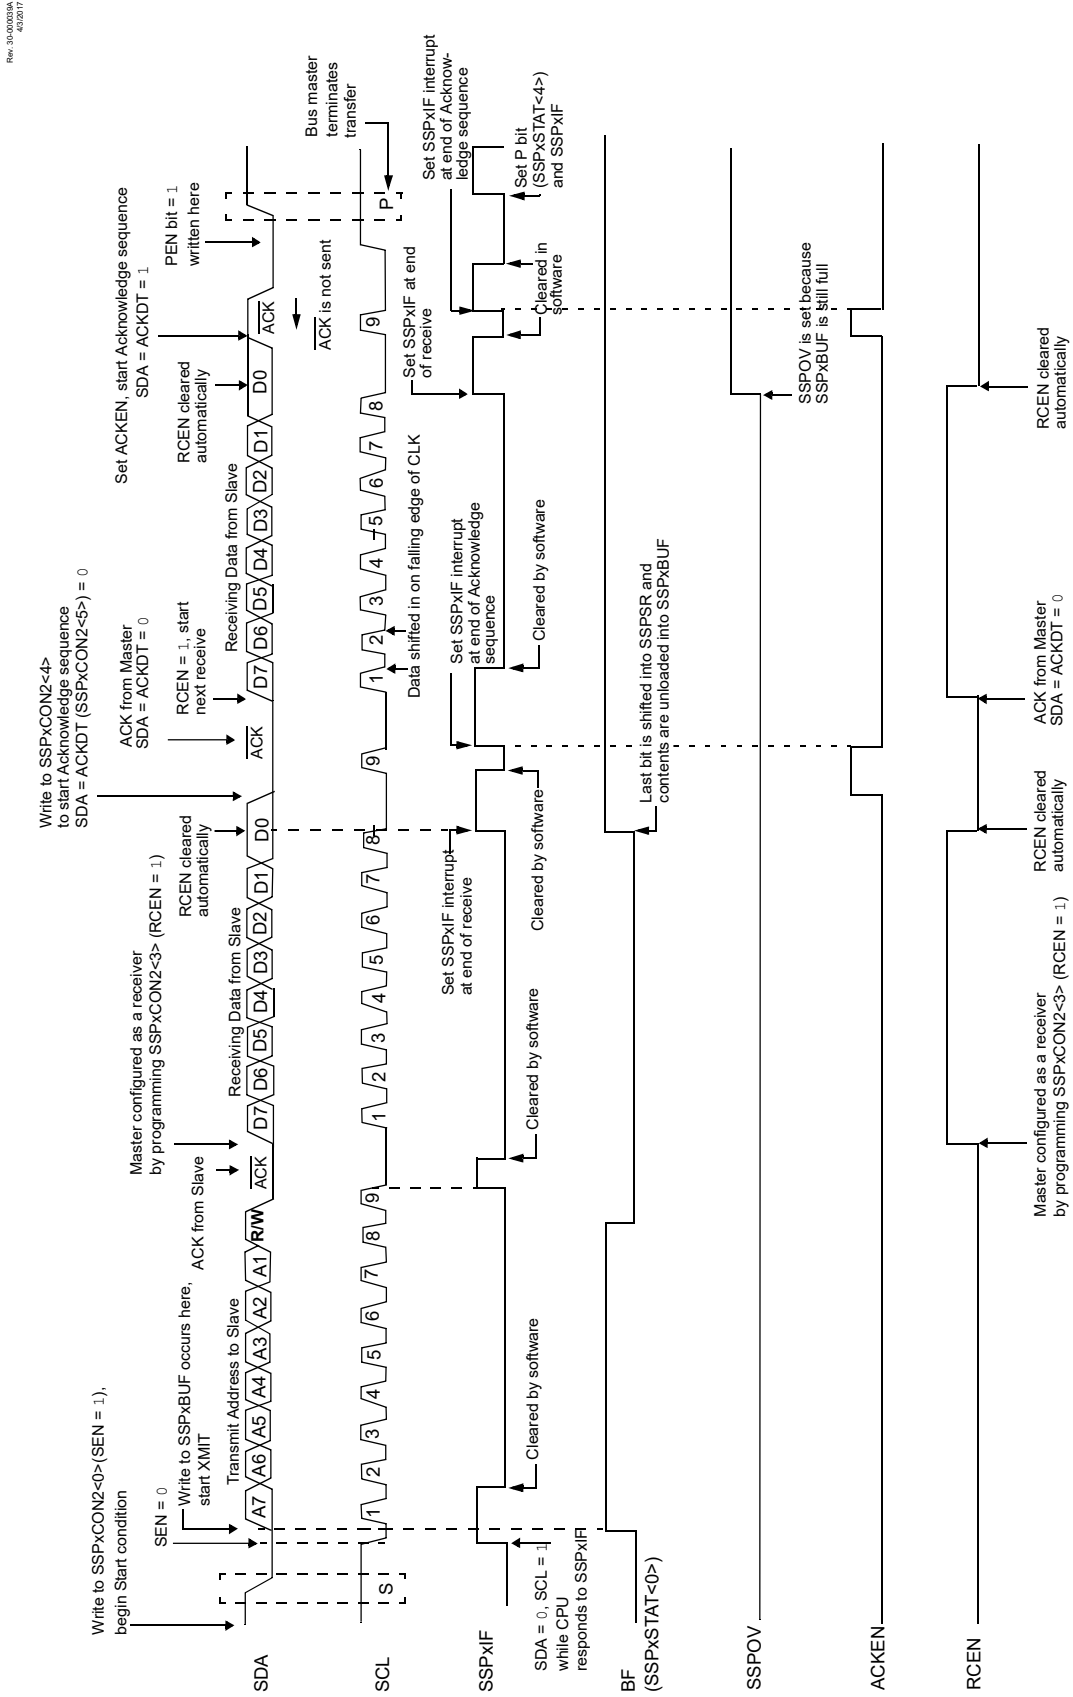 Rev. 30-000039A
4/3/2017
Write to SSPxCON2<0>(SEN = 1),
begin Start condition
SEN = 0
Write to SSPxBUF occurs here,
start XMIT
ACK from Slave
Master configured as a receiver
by programming SSPxCON2<3> (RCEN = 1)
RCEN cleared
automatically
Write to SSPxCON2<4>
to start Acknowledge sequence
SDA = ACKDT (SSPxCON2<5>) = 0
ACK from Master
SDA = ACKDT = 0
RCEN = 1, start
next receive
RCEN cleared
automatically
Set ACKEN, start Acknowledge sequence
SDA = ACKDT = 1
PEN bit = 1
written here
Transmit Address to Slave
Receiving Data from Slave
Receiving Data from Slave
SDA
A7 A6 A5 A4 A3 A2 A1 R/W ACK D7 D6 D5 D4 D3 D2 D1 D0 ACK D7 D6 D5 D4 D3 D2 D1 D0 ACK
ACK is not sent
Bus master
terminates
transfer
SCL
S 1 2 3 4 5 6 7 8 9 1 2 3 4 5 6 7 8 9 1 2 3 4 5 6 7 8 9 P
Data shifted in on falling edge of CLK
Set SSPxIF interrupt
at end of receive
Set SSPxIF interrupt
at end of Acknowledge
sequence
Set SSPxIF at end
of receive
Set SSPxIF interrupt
at end of Acknow-
ledge sequence
SSPxIF
SDA = 0, SCL = 1
while CPU
responds to SSPxIF
Cleared by software
Cleared by software
Cleared by software
Cleared by software
Cleared in
software
Set P bit
(SSPxSTAT<4>)
and SSPxIF
BF
(SSPxSTAT<0>)
Last bit is shifted into SSPSR and
contents are unloaded into SSPxBUF
SSPOV
SSPOV is set because
SSPxBUF is still full
ACKEN
RCEN
Master configured as a receiver
by programming SSPxCON2<3> (RCEN = 1)
RCEN cleared
automatically
ACK from Master
SDA = ACKDT = 0
RCEN cleared
automatically